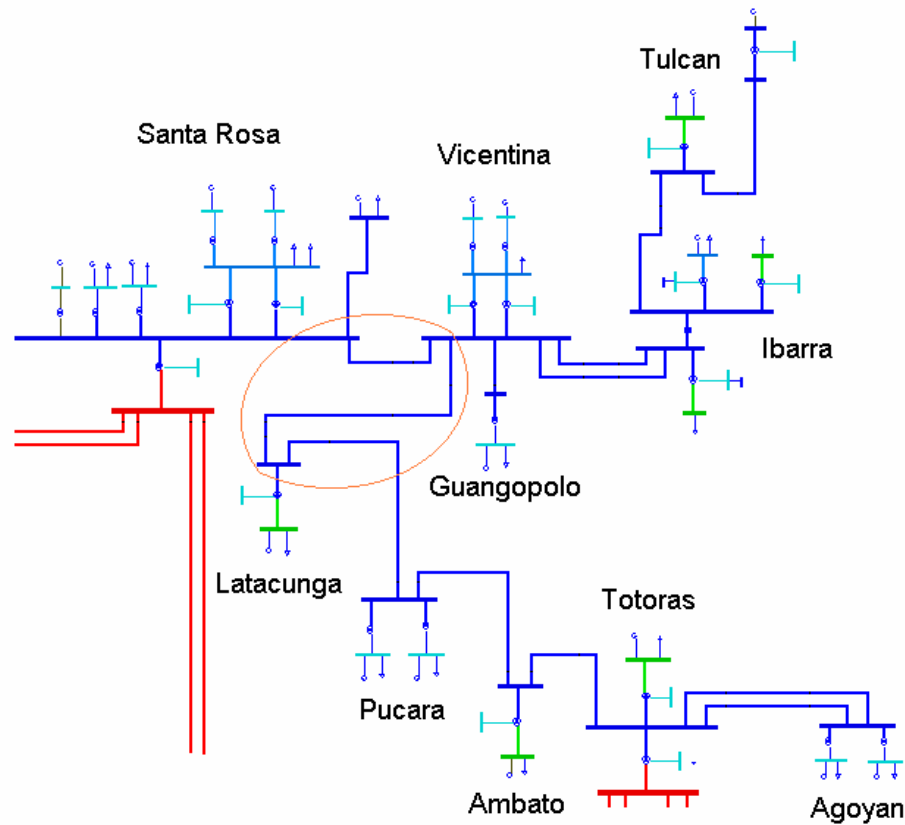 Tulcan
Santa Rosa
Vicentina
Ibarra
Guangopolo
Latacunga
Totoras
Pucara
Ambato
Agoyan